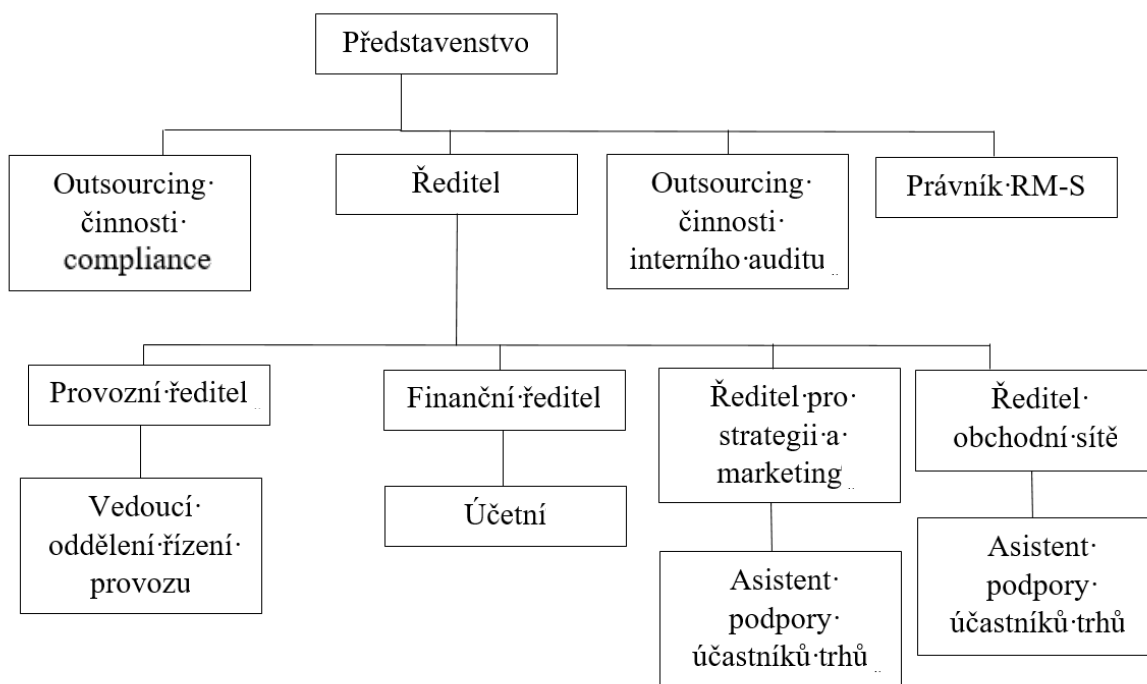 Představenstvo
Outsourcing·
činnosti·
compliance
Ředitel
Outsourcing·
činnosti·
interního·auditu
Právník·RM-S
Provozní·ředitel
Finanční·ředitel
Ředitel·pro·
strategii·a·
marketing
Ředitel·
obchodní·sítě
Vedoucí·
oddělení·řízení·
provozu
Účetní
Asistent·
podpory·
účastníků·trhů
Asistent·
podpory·
účastníků·trhů